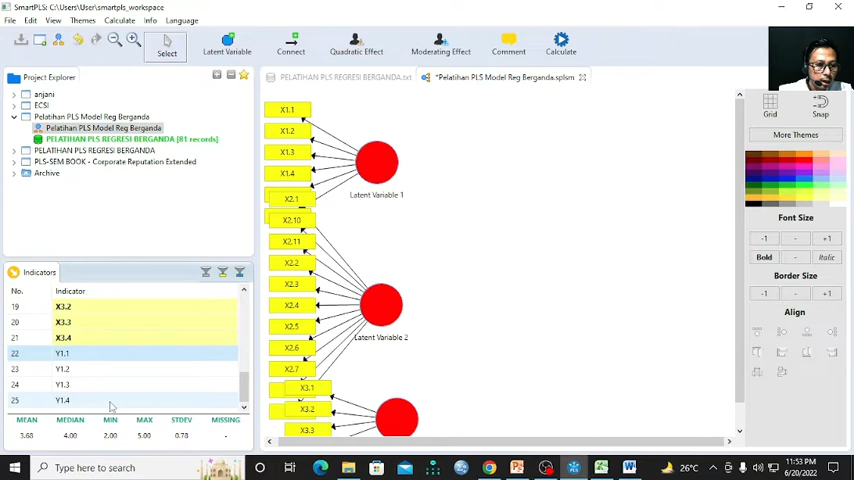 SmartPLS: C:\Users\User\smartpls_workspace
File Edit View Themes Calculate Info Language
Select
Latent Variable
Connect
Quadratic Effect
Moderating Effect
Comment
Calculate
Project Explorer
anjani
ECSI
Pelatihan PLS Model Reg Berganda
Pelatihan PLS Model Reg Berganda
PELATIHAN PLS REGRESI BERGANDA [81 records]
PELATIHAN PLS REGRESI BERGANDA
PLS-SEM BOOK - Corporate Reputation Extended
Archive
Indicators
No. Indicator
19 X3.2
20 X3.3
21 X3.4
22 Y1.1
23 Y1.2
24 Y1.3
25 Y1.4
MEAN MEDIAN MIN MAX STDEV MISSING
3.68 4.00 2.00 5.00 0.78 -
PELATIHAN PLS REGRESI BERGANDA.txt
*Pelatihan PLS Model Reg Berganda.splsm
X1.1
X1.2
X1.3
X1.4
Latent Variable 1
X2.1
X2.10
X2.11
X2.2
X2.3
X2.4
X2.5
X2.6
X2.7
Latent Variable 2
X3.1
X3.2
X3.3
Grid Snap
More Themes
Font Size
-1 - +1
Bold - Italic
Border Size
-1 - +1
Align
Type here to search
PLS
26°C
11:53 PM
6/20/2022